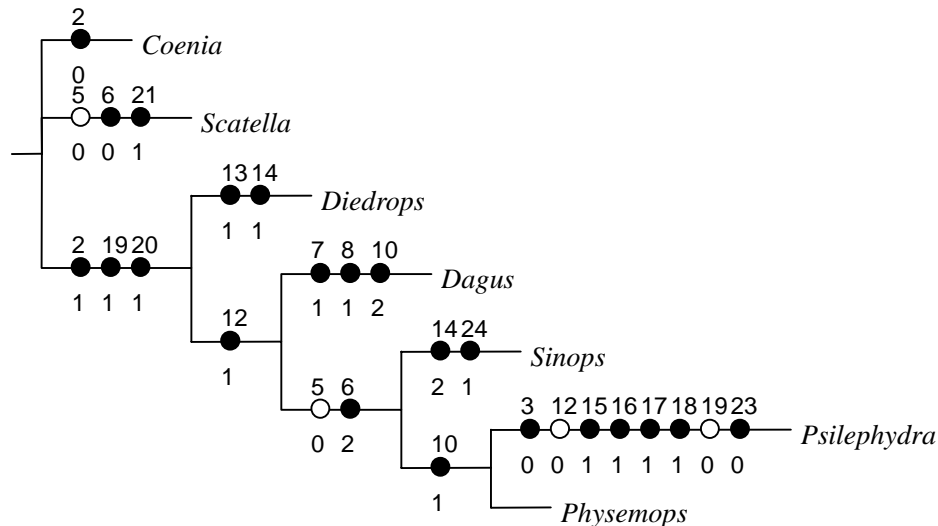 2
Coenia
0
5 6 21
Scatella
0 0 1
13 14
Diedrops
1 1
2 19 20
7 8 10
Dagus
1 1 1
1 1 2
12
14 24
Sinops
1
5 6
2 1
3 12 15 16 17 18 19 23
0 2
Psilephydra
10
0 0 1 1 1 1 0 0
1
Physemops